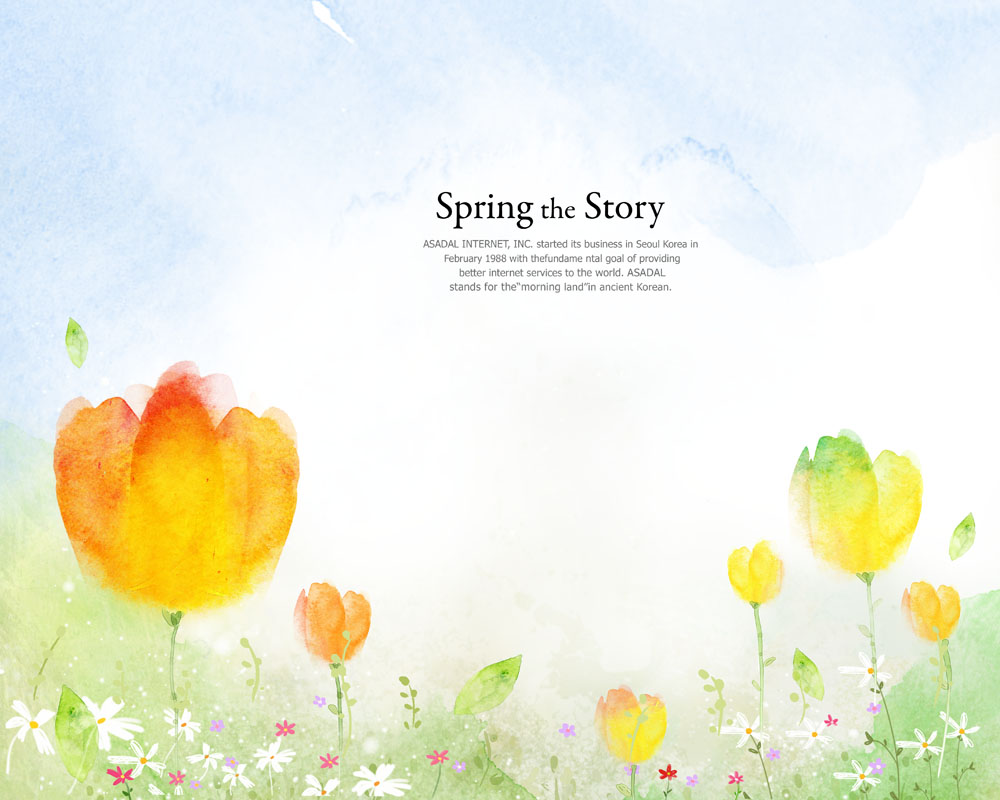 Spring the Story
ASADAL INTERNET, INC. started its business in Seoul Korea in
February 1988 with thefundame ntal goal of providing
better internet services to the world. ASADAL
stands for the"morning land"in ancient Korean.